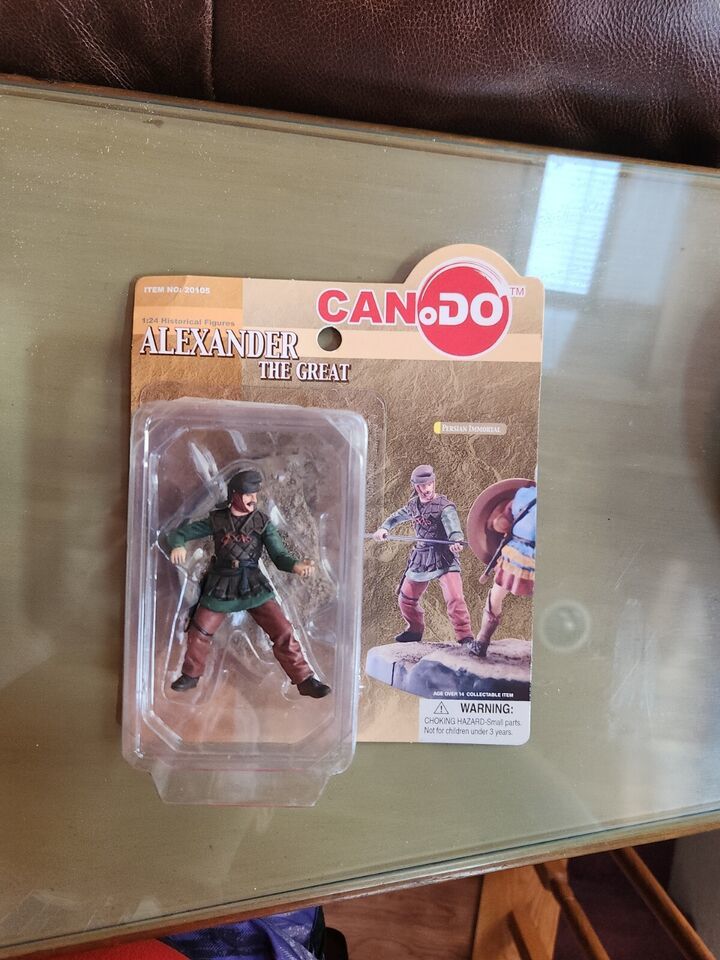 ITEM NO: 20105
CAN.DO TM
1:24 Historical Figures
ALEXANDER
THE GREAT
PERSIAN IMMORTAL
AGE OVER 14 COLLECTABLE ITEM
WARNING:
CHOKING HAZARD-Small parts.
Not for children under 3 years.